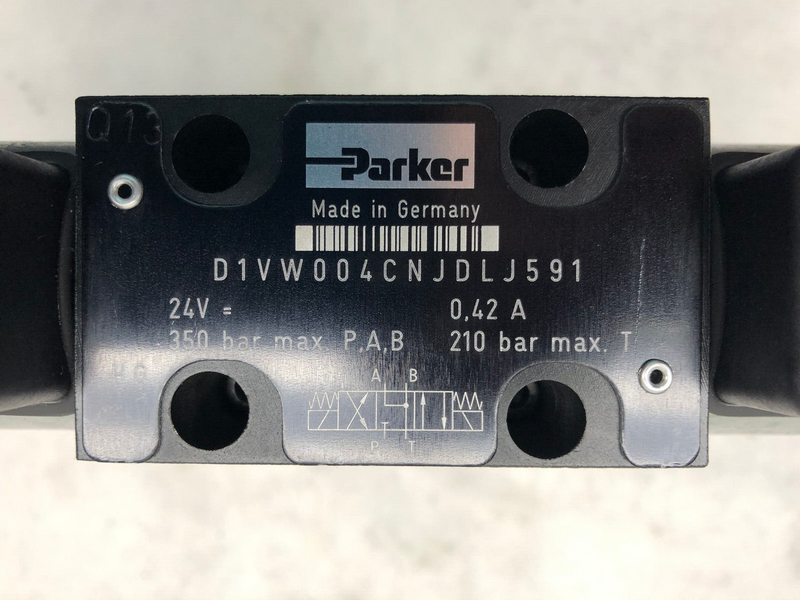 Q13
Parker
Made in Germany
D1VW004CNJDLJ591
24V = 0,42 A
350 bar max. P,A,B 210 bar max. T
A B
P T